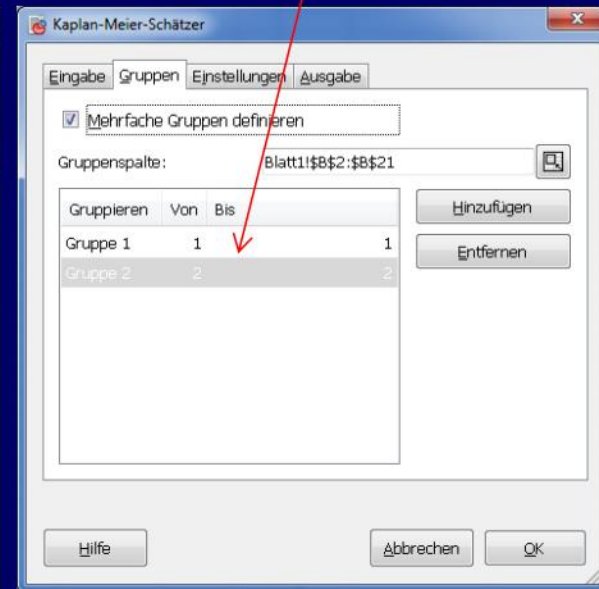 Kaplan-Meier-Schätzer
Eingabe Gruppen Einstellungen Ausgabe
Mehrfache Gruppen definieren
Gruppenspalte: Blatt1!$B$2:$B$21
Gruppieren Von Bis Hinzufügen
Gruppe 1 1 1 Entfernen
Gruppe 2 2 2
Hilfe Abbrechen OK